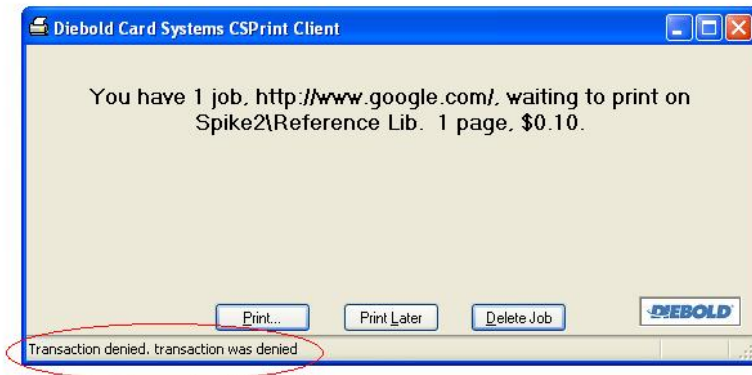 Diebold Card Systems CSPrint Client
You have 1 job, http://www.google.com/, waiting to print on
Spike2\Reference Lib. 1 page, $0.10.
Print... Print Later Delete Job DIEBOLD
Transaction denied. transaction was denied